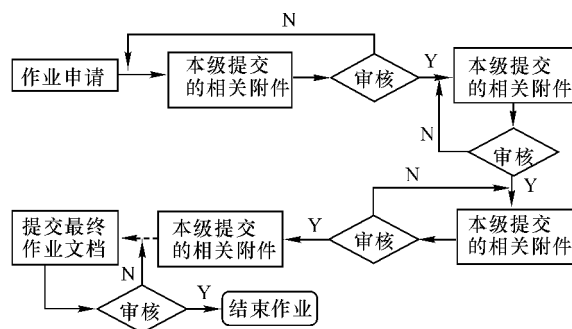 N
作业申请
本级提交
的相关附件
审核
Y
本级提交
的相关附件
N
审核
Y
N
提交最终
作业文档
本级提交
的相关附件
Y
审核
本级提交
的相关附件
N
审核
Y
结束作业